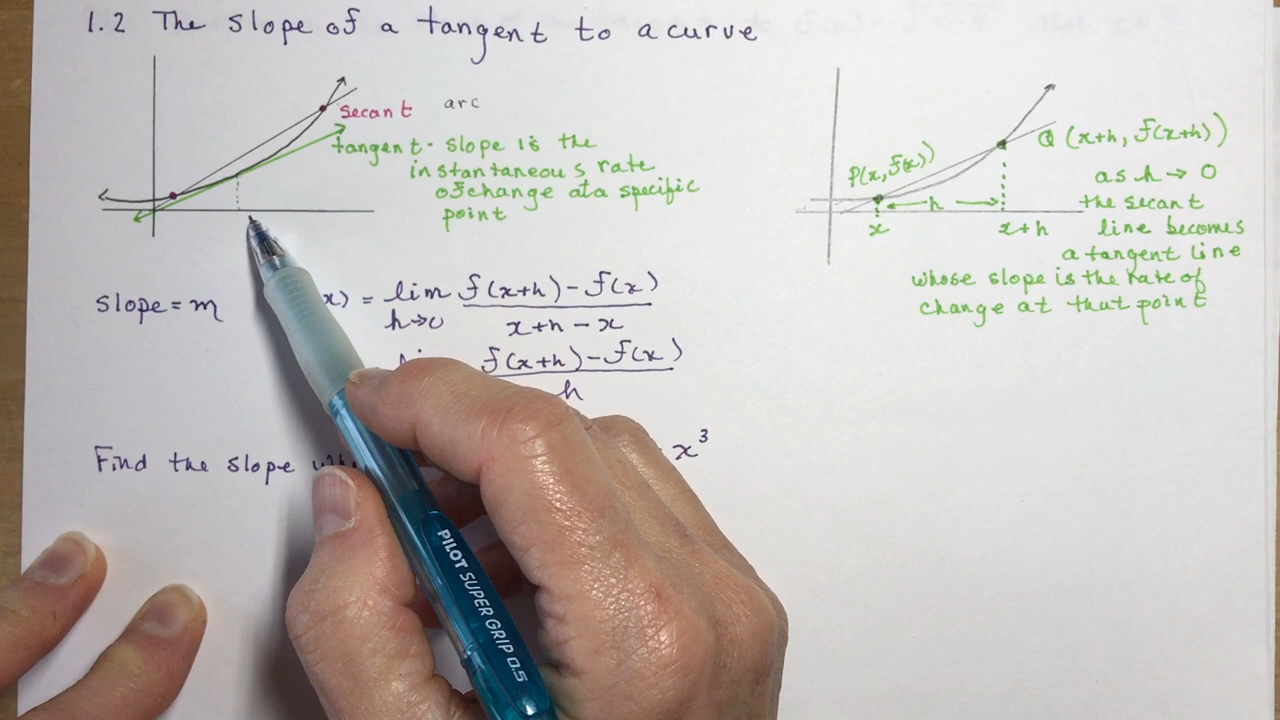 1.2 The slope of a tangent to a curve
secant arc
tangent - slope is the
instantaneous rate
of change at a specific
point
P(x, f(x))
Q (x+h, f(x+h))
h
x
x+h
as h → 0
the secant
line becomes
a tangent line
whose slope is the rate of
change at that point
slope = m
x) = lim f(x+h) - f(x)
h→0 x+h - x
f(x+h) - f(x)
h
Find the slope
x³
PILOT SUPER GRIP 0.5